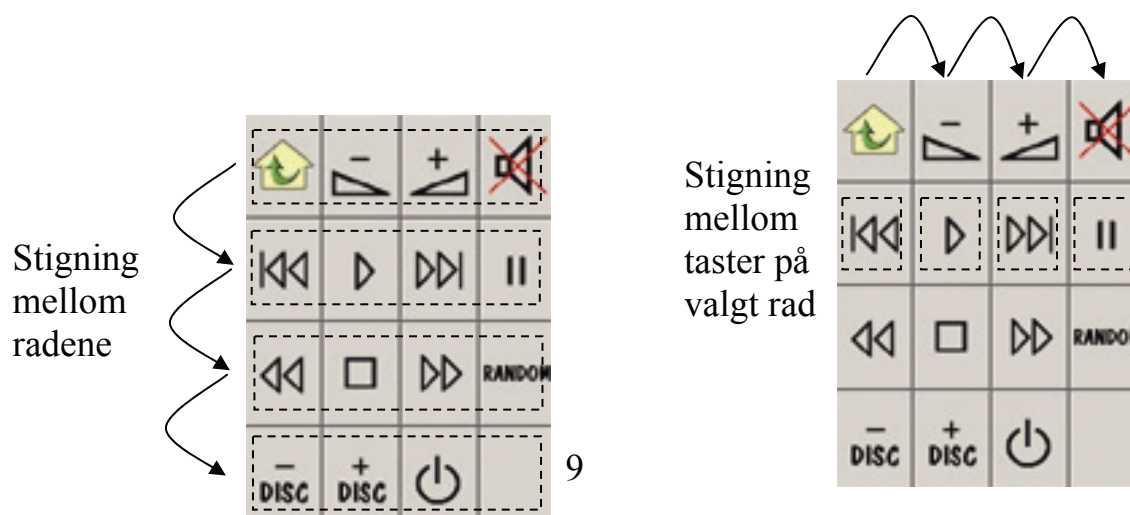 Stigning
mellom
radene
− +
RANDOM
− +
DISC DISC
9
Stigning
mellom
taster på
valgt rad
− +
RANDO
− +
DISC DISC